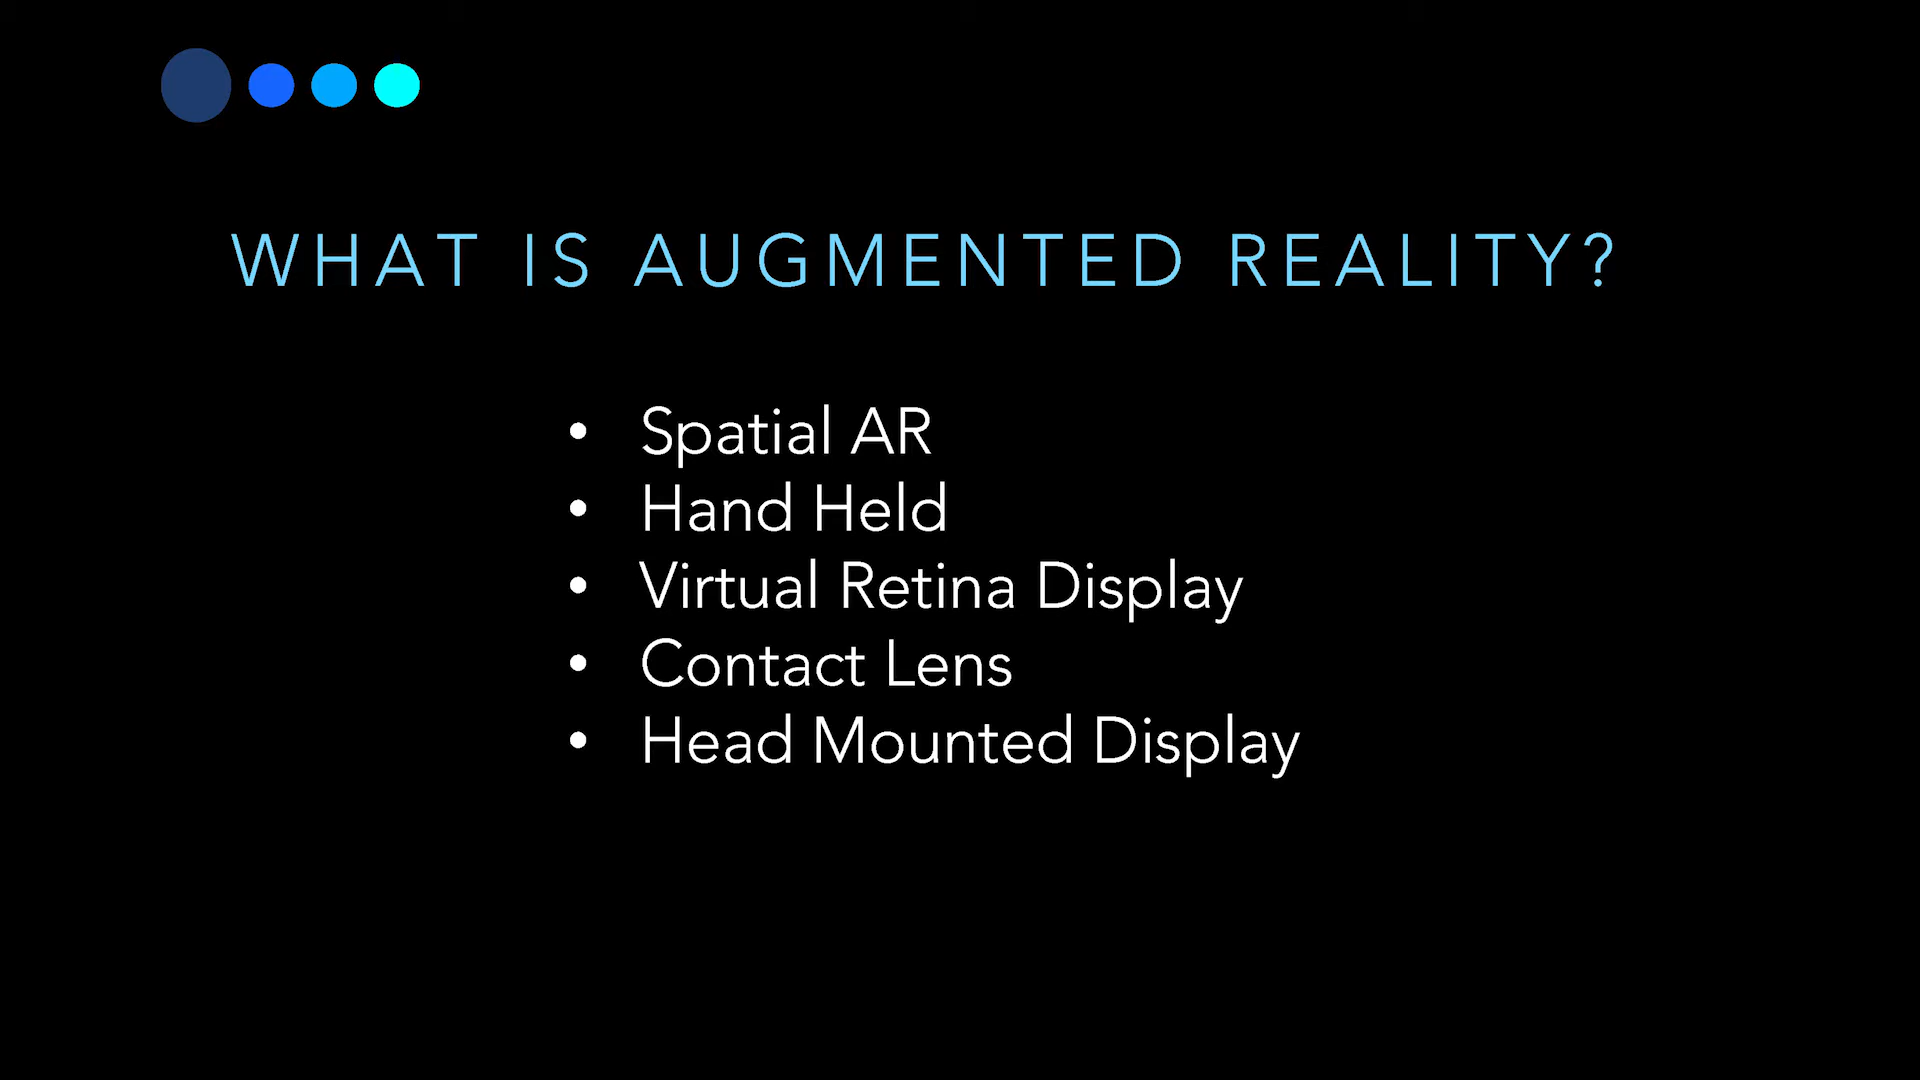 WHAT IS AUGMENTED REALITY?
• Spatial AR
• Hand Held
• Virtual Retina Display
• Contact Lens
• Head Mounted Display